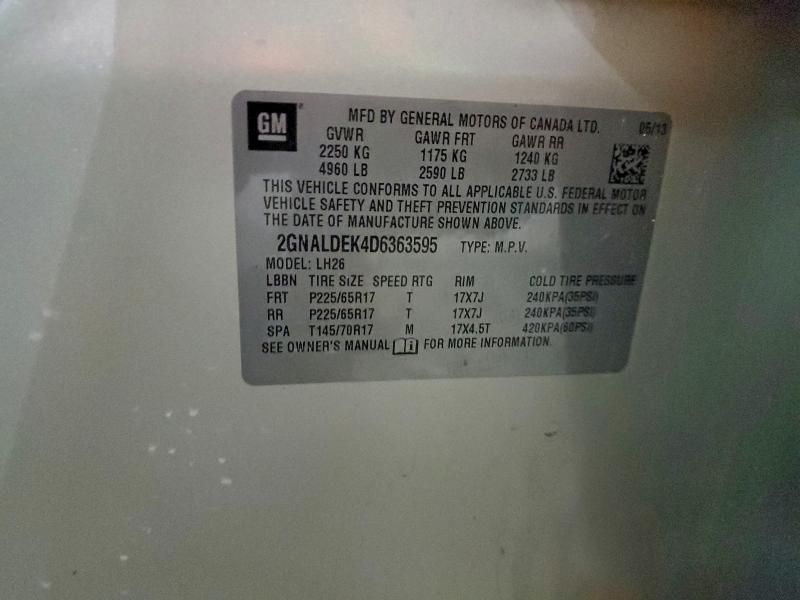 GM
MFD BY GENERAL MOTORS OF CANADA LTD. 05/13
GVWR GAWR FRT GAWR RR
2250 KG 1175 KG 1240 KG
4960 LB 2590 LB 2733 LB
THIS VEHICLE CONFORMS TO ALL APPLICABLE U.S. FEDERAL MOTOR
VEHICLE SAFETY AND THEFT PREVENTION STANDARDS IN EFFECT ON
THE DATE OF MANUFACTURE SHOWN ABOVE.
2GNALDEK4D6363595 TYPE: M.P.V.
MODEL: LH26
LBBN TIRE SIZE SPEED RTG RIM COLD TIRE PRESSURE
FRT P225/65R17 T 17X7J 240KPA(35PSI)
RR P225/65R17 T 17X7J 240KPA(35PSI)
SPA T145/70R17 M 17X4.5T 420KPA(60PSI)
SEE OWNER'S MANUAL FOR MORE INFORMATION.